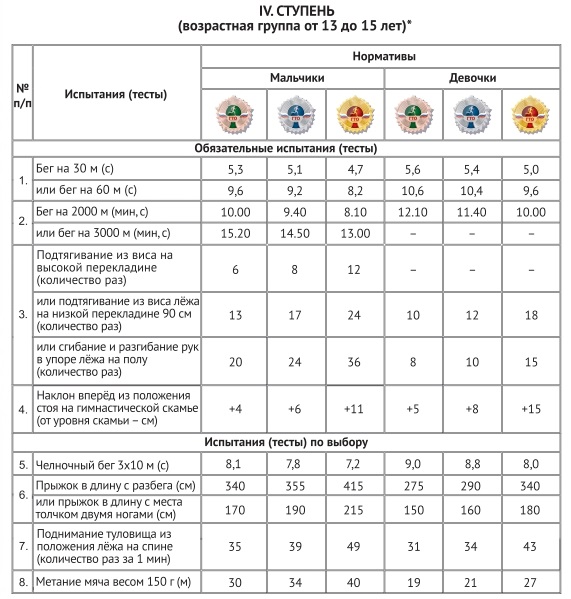 IV. СТУПЕНЬ
(возрастная группа от 13 до 15 лет)*
№ п/п Испытания (тесты) Нормативы
Мальчики Девочки
ГТО ГТО ГТО ГТО ГТО ГТО
Обязательные испытания (тесты)
1. Бег на 30 м (с) 5,3 5,1 4,7 5,6 5,4 5,0
или бег на 60 м (с) 9,6 9,2 8,2 10,6 10,4 9,6
2. Бег на 2000 м (мин, с) 10.00 9.40 8.10 12.10 11.40 10.00
или бег на 3000 м (мин, с) 15.20 14.50 13.00 – – –
3. Подтягивание из виса на
высокой перекладине
(количество раз) 6 8 12 – – –
или подтягивание из виса лёжа
на низкой перекладине 90 см
(количество раз) 13 17 24 10 12 18
или сгибание и разгибание рук
в упоре лёжа на полу
(количество раз) 20 24 36 8 10 15
4. Наклон вперёд из положения
стоя на гимнастической скамье
(от уровня скамьи – см) +4 +6 +11 +5 +8 +15
Испытания (тесты) по выбору
5. Челночный бег 3х10 м (с) 8,1 7,8 7,2 9,0 8,8 8,0
6. Прыжок в длину с разбега (см) 340 355 415 275 290 340
или прыжок в длину с места
толчком двумя ногами (см) 170 190 215 150 160 180
7. Поднимание туловища из
положения лёжа на спине
(количество раз за 1 мин) 35 39 49 31 34 43
8. Метание мяча весом 150 г (м) 30 34 40 19 21 27